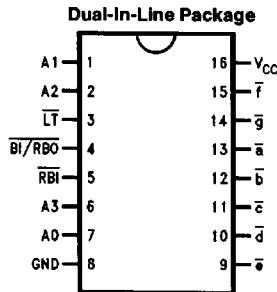 Dual-In-Line Package
A1 1 16 V_CC
A2 2 15 f̅
L̅T̅ 3 14 g̅
B̅I̅/̅R̅B̅O̅ 4 13 a̅
R̅B̅I̅ 5 12 b̅
A3 6 11 c̅
A0 7 10 d̅
GND 8 9 e̅